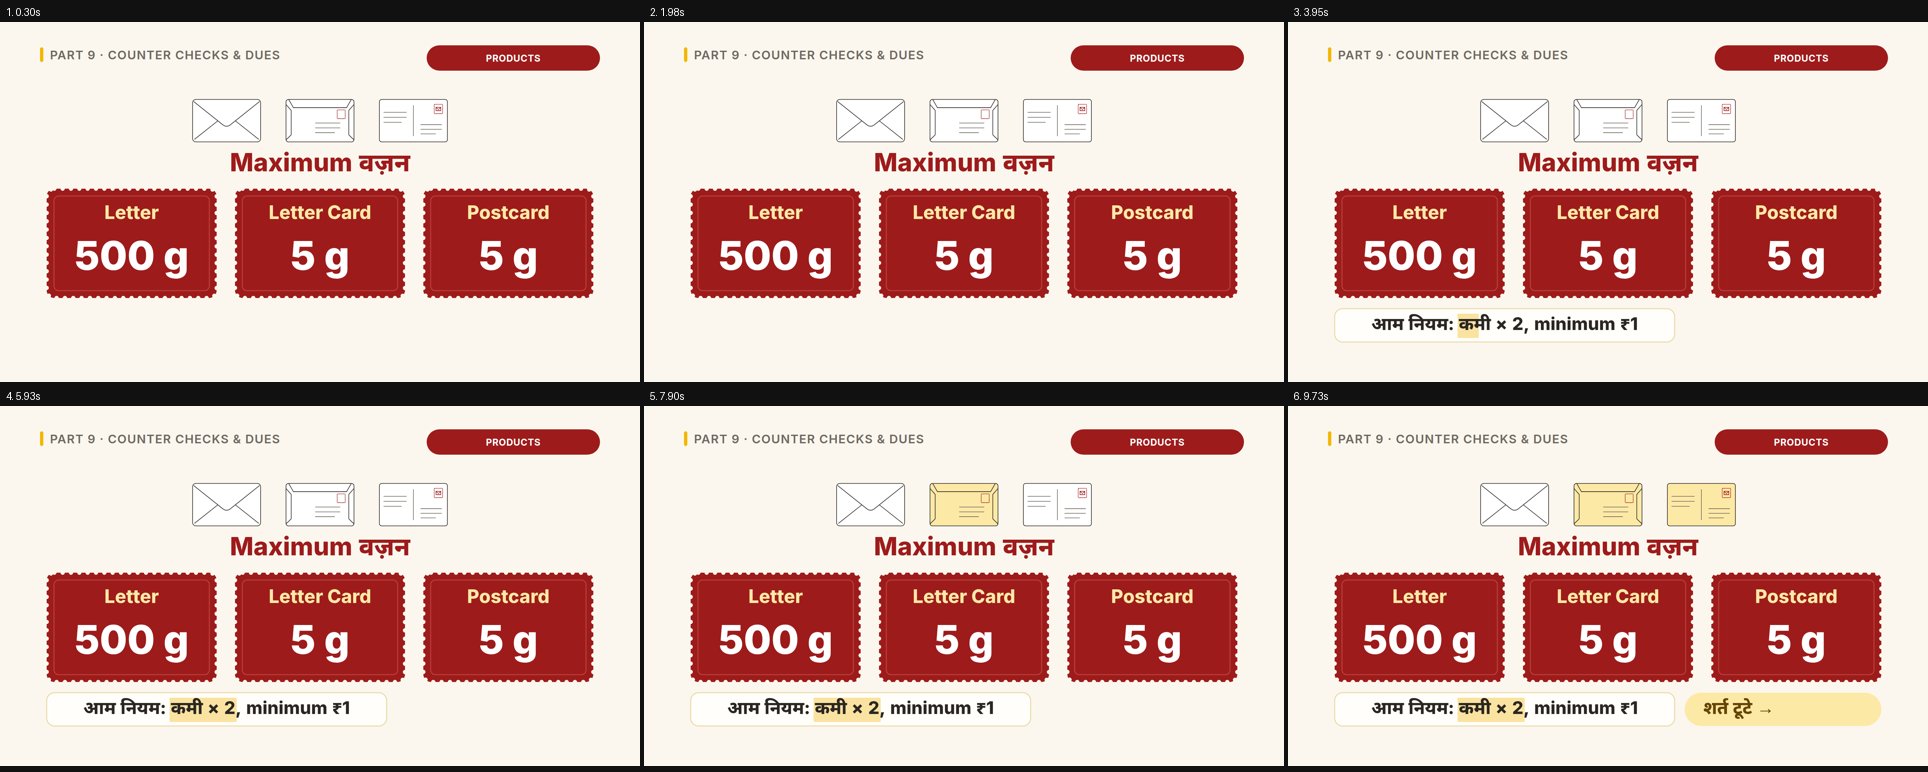 1. 0.30s
PART 9 · COUNTER CHECKS & DUES
PRODUCTS
Maximum वज़न
Letter
500 g
Letter Card
5 g
Postcard
5 g
2. 1.98s
PART 9 · COUNTER CHECKS & DUES
PRODUCTS
Maximum वज़न
Letter
500 g
Letter Card
5 g
Postcard
5 g
3. 3.95s
PART 9 · COUNTER CHECKS & DUES
PRODUCTS
Maximum वज़न
Letter
500 g
Letter Card
5 g
Postcard
5 g
आम नियम: कमी × 2, minimum ₹1
4. 5.93s
PART 9 · COUNTER CHECKS & DUES
PRODUCTS
Maximum वज़न
Letter
500 g
Letter Card
5 g
Postcard
5 g
आम नियम: कमी × 2, minimum ₹1
5. 7.90s
PART 9 · COUNTER CHECKS & DUES
PRODUCTS
Maximum वज़न
Letter
500 g
Letter Card
5 g
Postcard
5 g
आम नियम: कमी × 2, minimum ₹1
6. 9.73s
PART 9 · COUNTER CHECKS & DUES
PRODUCTS
Maximum वज़न
Letter
500 g
Letter Card
5 g
Postcard
5 g
आम नियम: कमी × 2, minimum ₹1
शर्त टूटे →